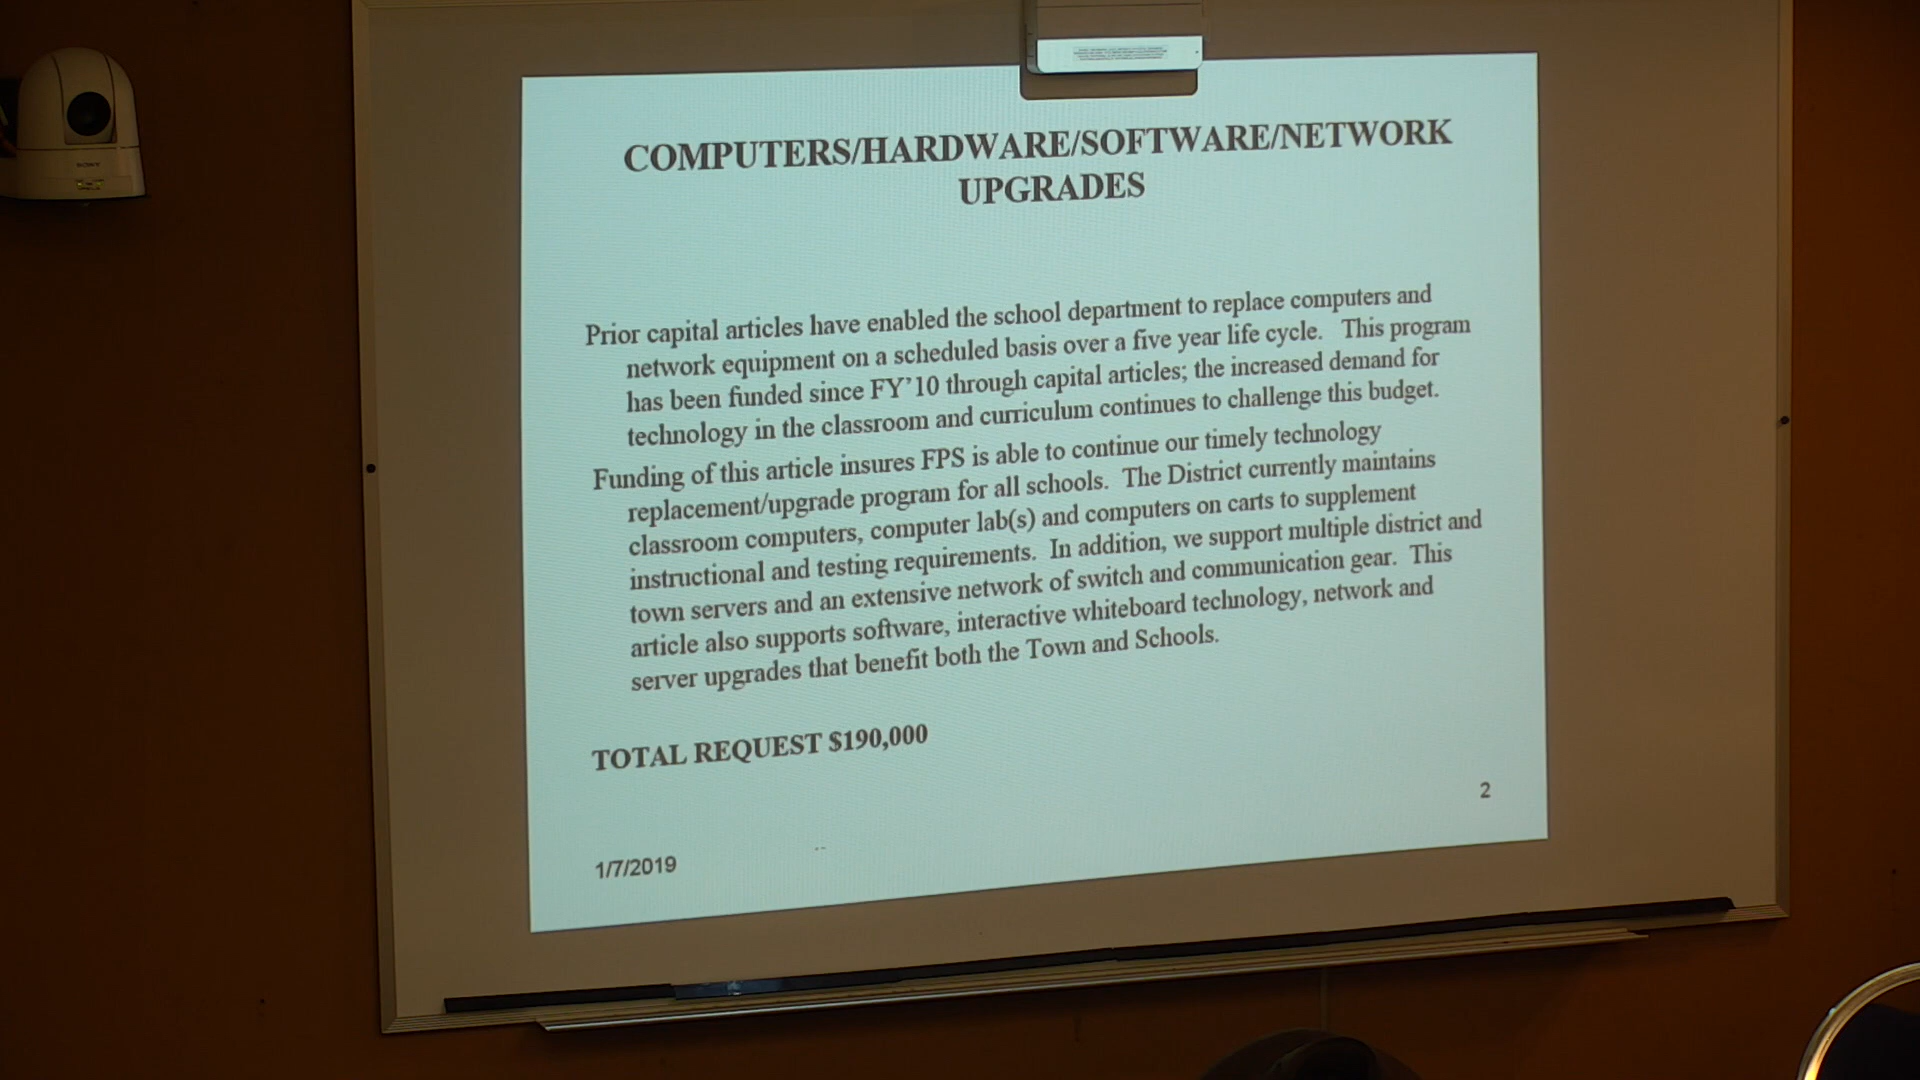 COMPUTERS/HARDWARE/SOFTWARE/NETWORK
UPGRADES
Prior capital articles have enabled the school department to replace computers and
network equipment on a scheduled basis over a five year life cycle. This program
has been funded since FY’10 through capital articles; the increased demand for
technology in the classroom and curriculum continues to challenge this budget.
Funding of this article insures FPS is able to continue our timely technology
replacement/upgrade program for all schools. The District currently maintains
classroom computers, computer lab(s) and computers on carts to supplement
instructional and testing requirements. In addition, we support multiple district and
town servers and an extensive network of switch and communication gear. This
article also supports software, interactive whiteboard technology, network and
server upgrades that benefit both the Town and Schools.
TOTAL REQUEST $190,000
2
1/7/2019
SONY